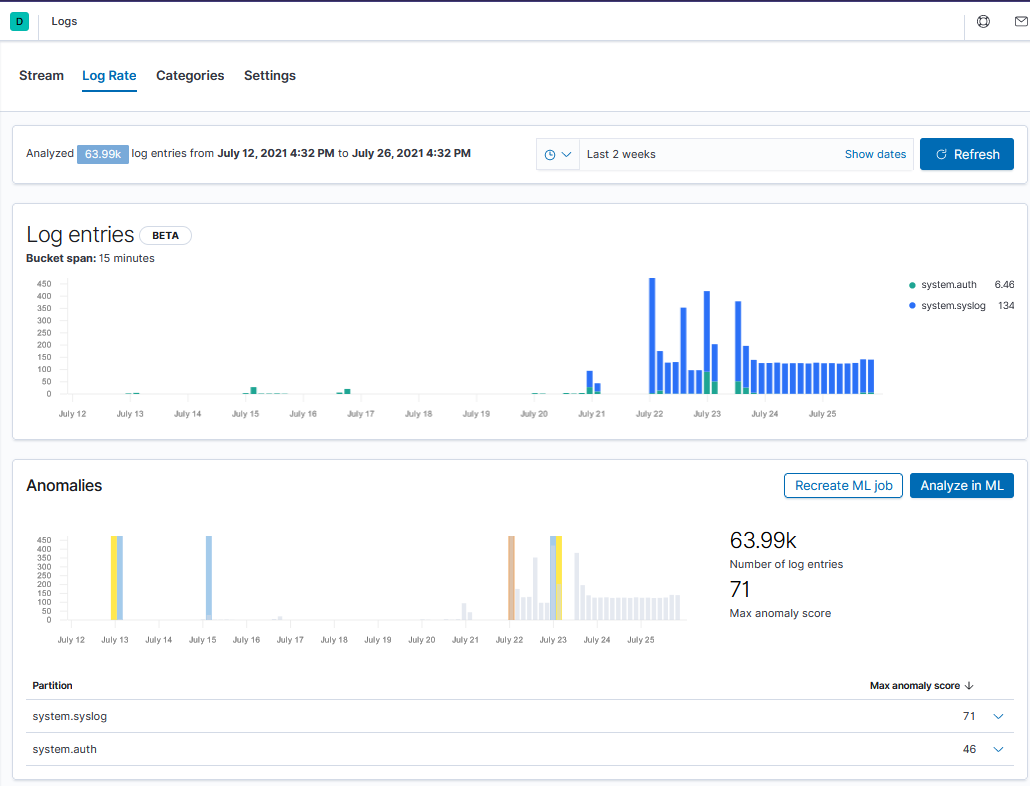 D Logs
Stream Log Rate Categories Settings
Analyzed 63.99k log entries from July 12, 2021 4:32 PM to July 26, 2021 4:32 PM
Last 2 weeks Show dates Refresh
Log entries BETA
Bucket span: 15 minutes
450
400
350
300
250
200
150
100
50
0
July 12 July 13 July 14 July 15 July 16 July 17 July 18 July 19 July 20 July 21 July 22 July 23 July 24 July 25
system.auth 6.46
system.syslog 134
Anomalies
Recreate ML job Analyze in ML
450
400
350
300
250
200
150
100
50
0
July 12 July 13 July 14 July 15 July 16 July 17 July 18 July 19 July 20 July 21 July 22 July 23 July 24 July 25
63.99k
Number of log entries
71
Max anomaly score
Partition Max anomaly score
system.syslog 71
system.auth 46